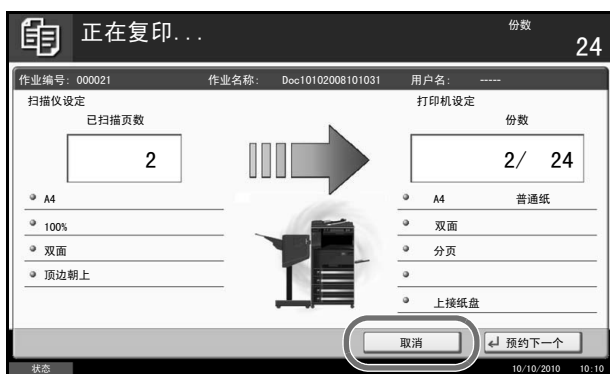 正在复印...
份数
24
作业编号: 000021 作业名称: Doc10102008101031 用户名: -----
扫描仪设定
已扫描页数
2
A4
100%
双面
顶边朝上
打印机设定
份数
2/ 24
A4 普通纸
双面
分页
上接纸盘
取消
预约下一个
状态
10/10/2010 10:10